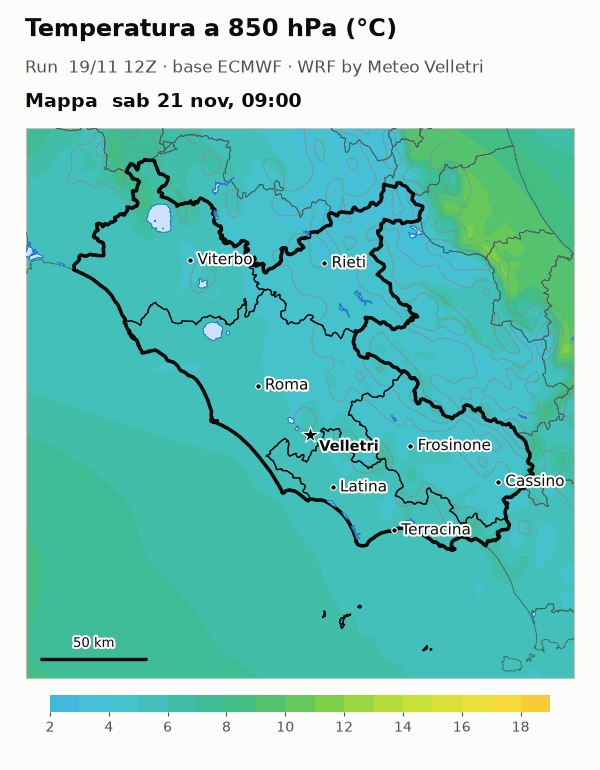 Temperatura a 850 hPa (°C)
Run  19/11 12Z · base ECMWF · WRF by Meteo Velletri
Mappa  sab 21 nov, 09:00
Viterbo
Rieti
Roma
Velletri
Frosinone
Latina
Cassino
Terracina
50 km
2 4 6 8 10 12 14 16 18